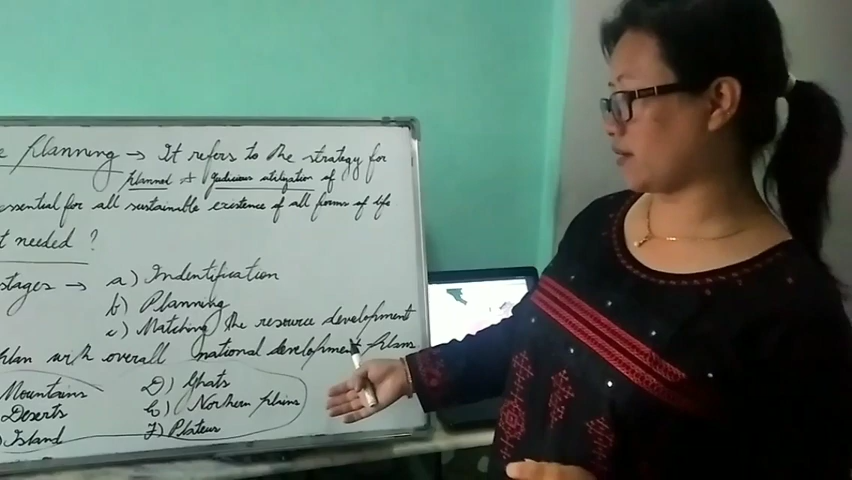 e Planning → It refers to the strategy for
Planned & judicious utilization of
essential for all sustainable existence of all forms of life
t needed ?
stages → a) Indentification
b) Planning
c) Matching the resource development
plan with overall national development plans
Mountains D) Ghats
Deserts E) Northern plains
) Island F) Plateus